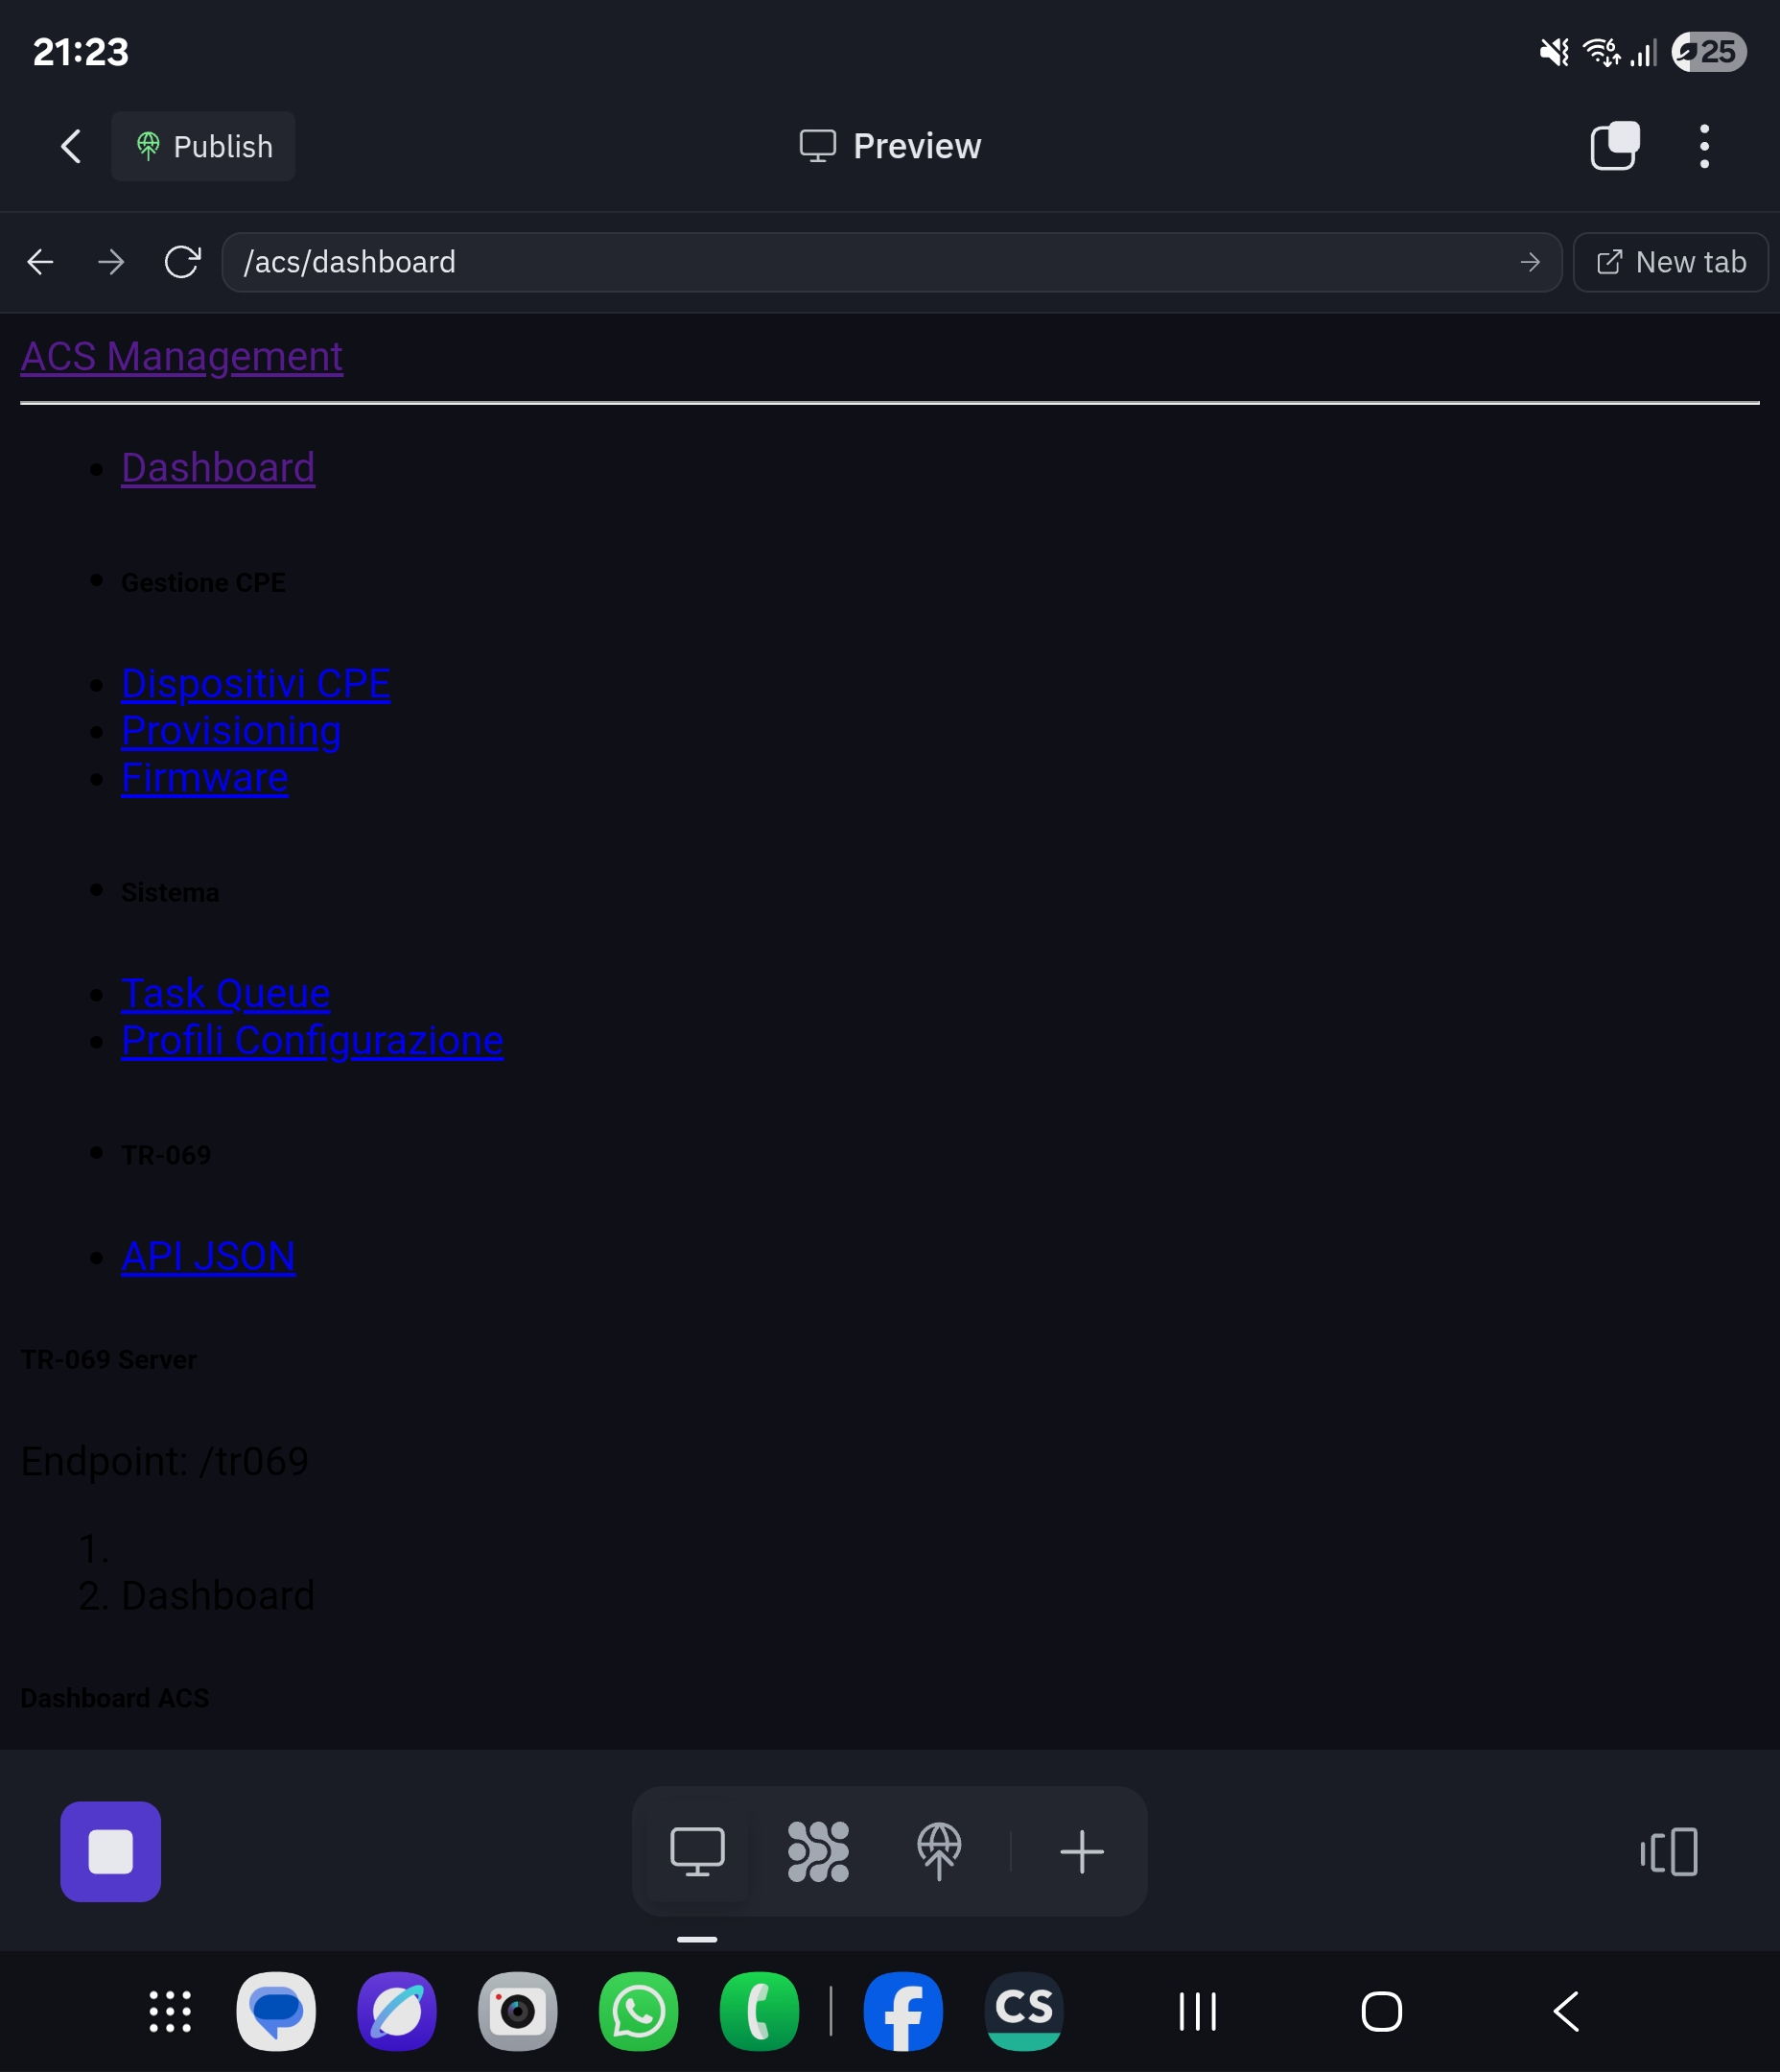 21:23
6
25
Publish
Preview
/acs/dashboard
New tab
ACS Management
Dashboard
Gestione CPE
Dispositivi CPE
Provisioning
Firmware
Sistema
Task Queue
Profili Configurazione
TR-069
API JSON
TR-069 Server
Endpoint: /tr069
1.
2. Dashboard
Dashboard ACS
CS